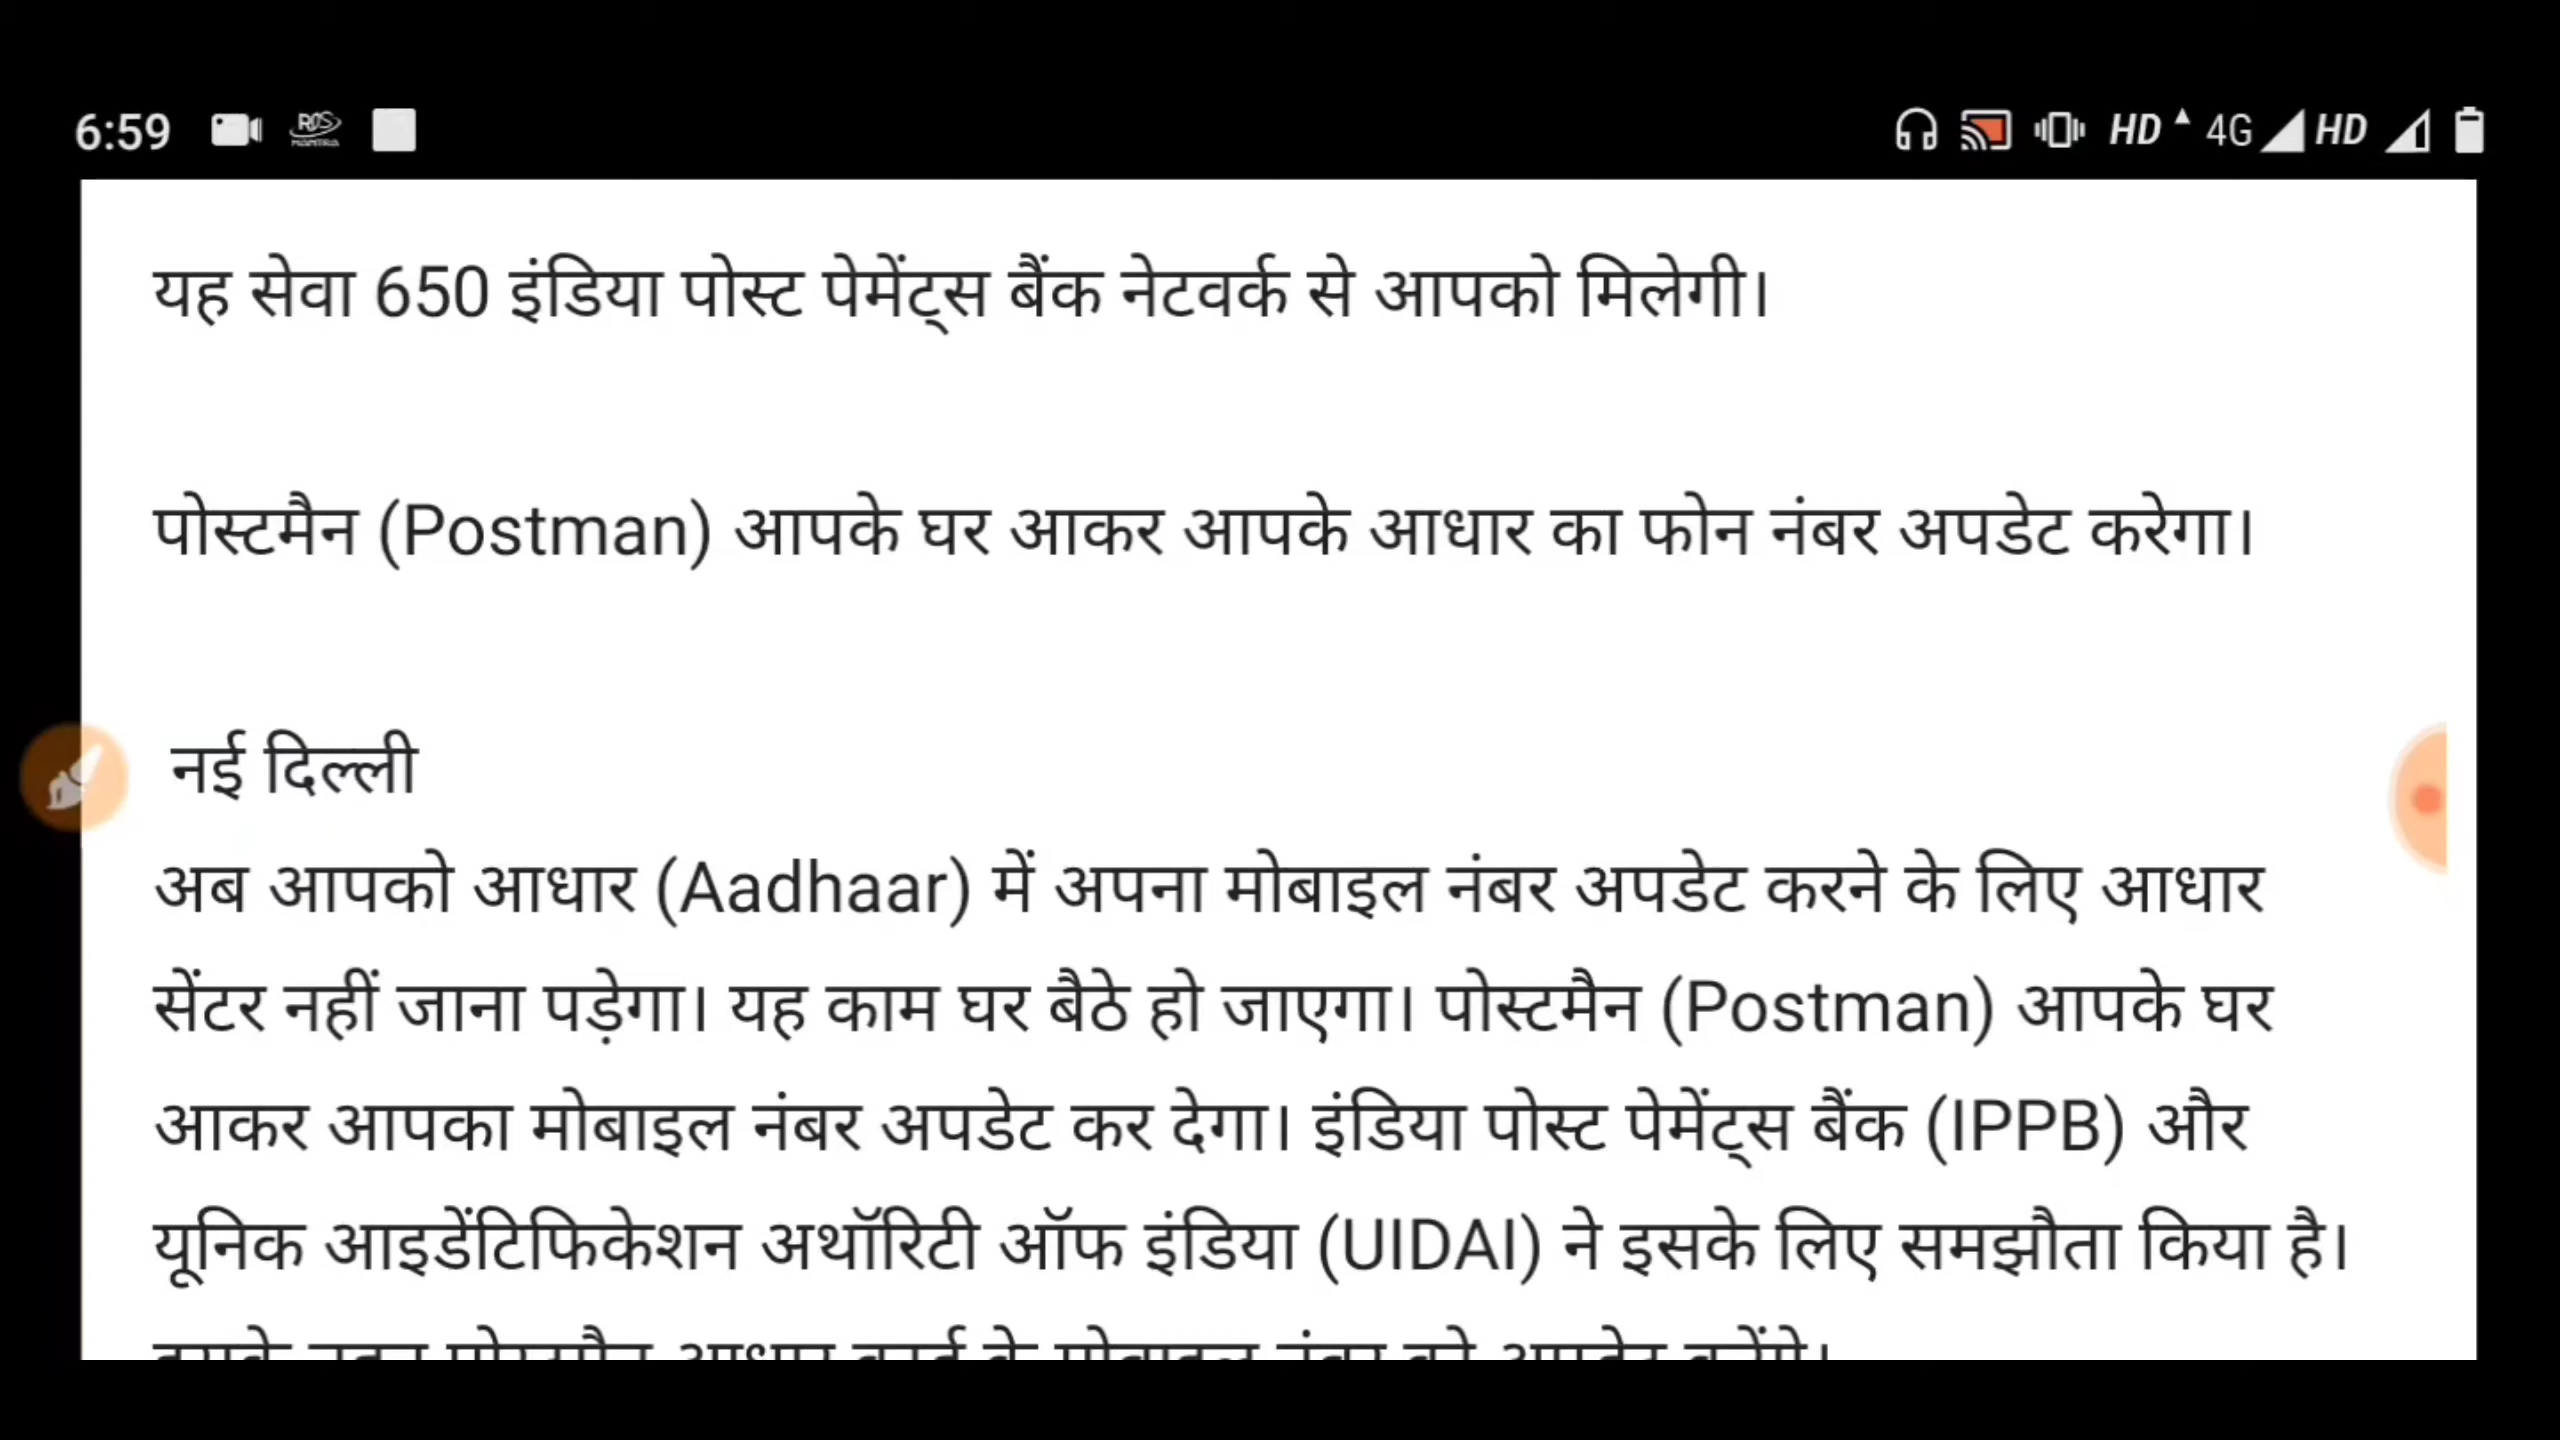 6:59 ROS MANTRA HD 4G HD
यह सेवा 650 इंडिया पोस्ट पेमेंट्स बैंक नेटवर्क से आपको मिलेगी।
पोस्टमैन (Postman) आपके घर आकर आपके आधार का फोन नंबर अपडेट करेगा।
नई दिल्ली
अब आपको आधार (Aadhaar) में अपना मोबाइल नंबर अपडेट करने के लिए आधार
सेंटर नहीं जाना पड़ेगा। यह काम घर बैठे हो जाएगा। पोस्टमैन (Postman) आपके घर
आकर आपका मोबाइल नंबर अपडेट कर देगा। इंडिया पोस्ट पेमेंट्स बैंक (IPPB) और
यूनिक आइडेंटिफिकेशन अथॉरिटी ऑफ इंडिया (UIDAI) ने इसके लिए समझौता किया है।